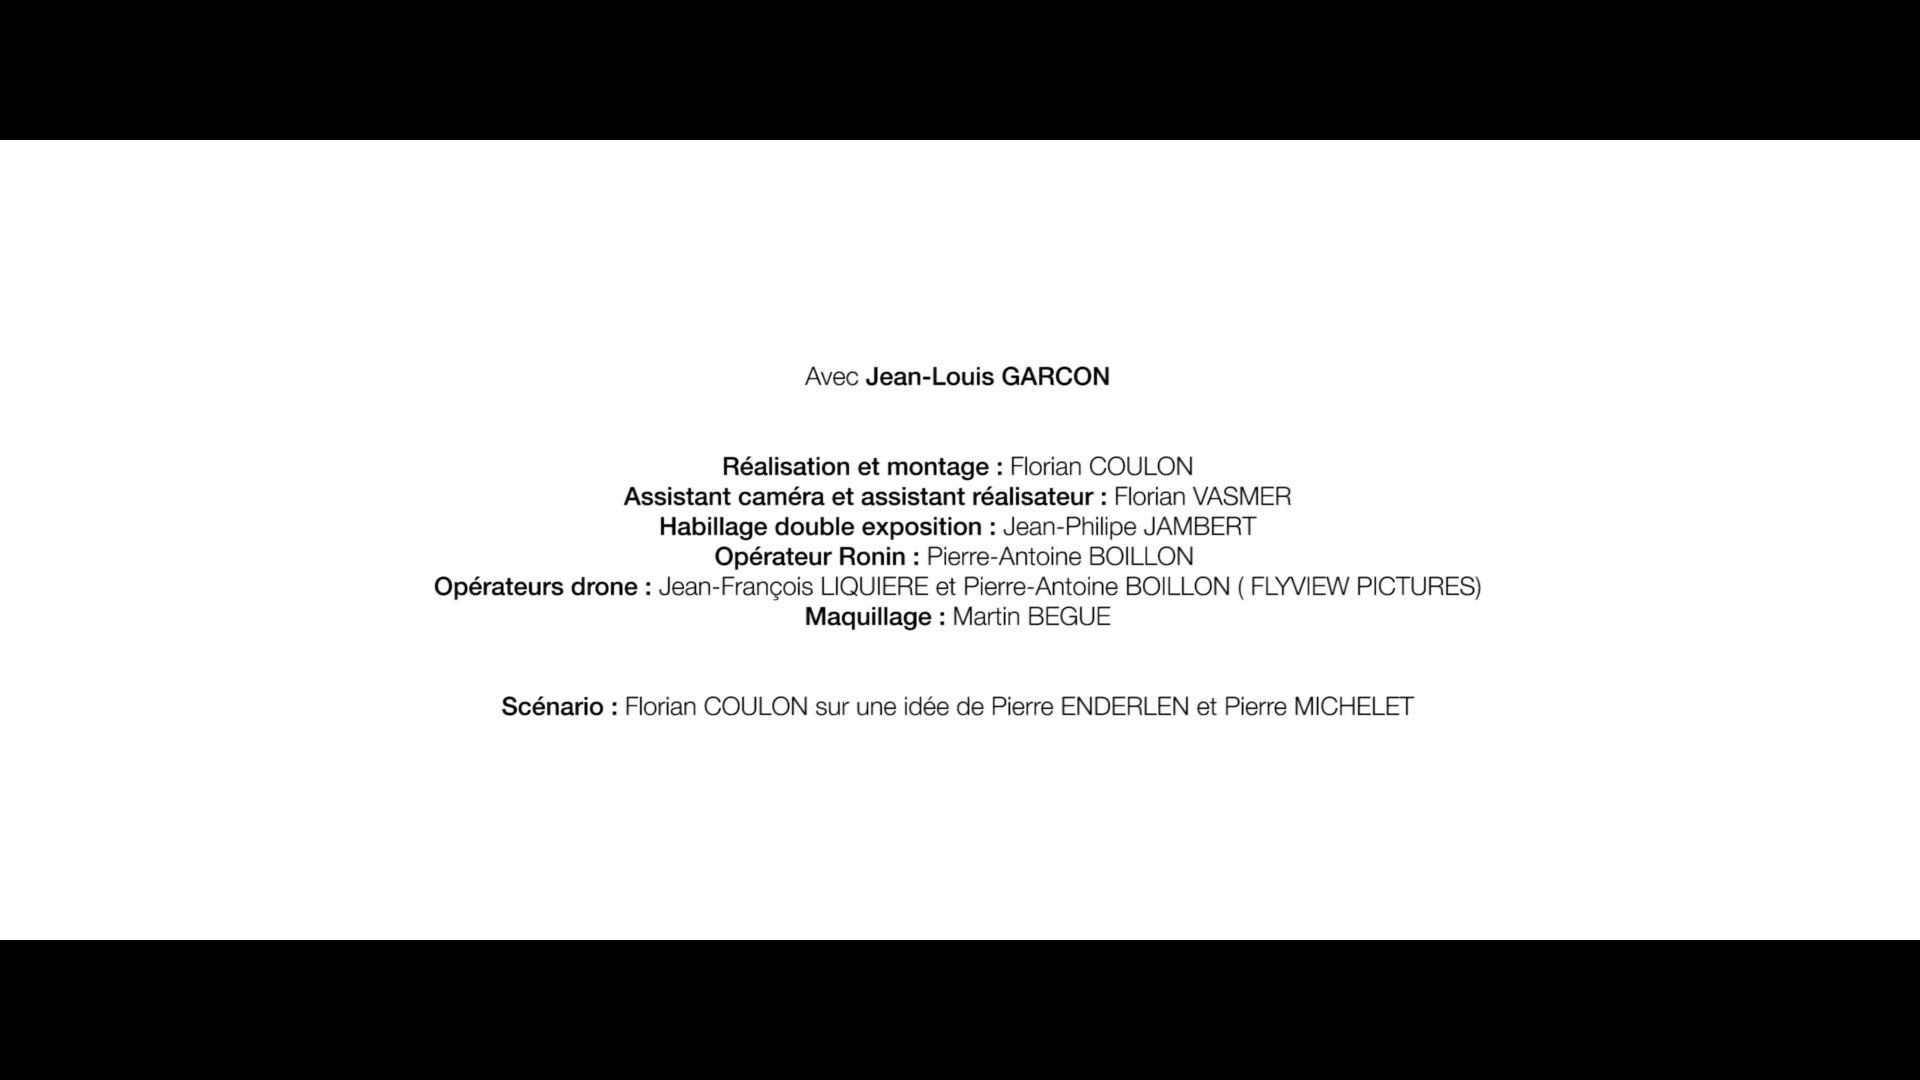 Avec Jean-Louis GARCON
Réalisation et montage : Florian COULON
Assistant caméra et assistant réalisateur : Florian VASMER
Habillage double exposition : Jean-Philipe JAMBERT
Opérateur Ronin : Pierre-Antoine BOILLON
Opérateurs drone : Jean-François LIQUIERE et Pierre-Antoine BOILLON ( FLYVIEW PICTURES)
Maquillage : Martin BEGUE
Scénario : Florian COULON sur une idée de Pierre ENDERLEN et Pierre MICHELET